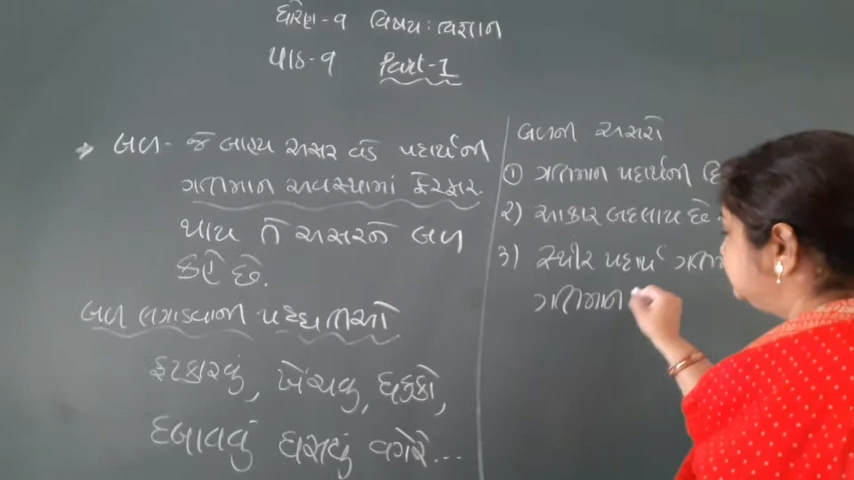 ધોરણ-૧ વિષય: વિજ્ઞાન
પાઠ-૧ Part-1
બળ - જે બાહ્ય અસર વડે પદાર્થની
ગતિમાન અવસ્થામાં ફેરફાર
થાય તે અસરને બળ
કહે છે.
બળ લગાડવાની પદ્ધતિઓ
ફટકારવું, ખેંચવું, ધક્કો,
દબાવવું ઘસવું વગેરે...
બળની અસરો
① ગતિમાન પદાર્થની દિ
2) આકાર બદલાય છે.
3) સ્થીર પદાર્થ
ગતિમાન